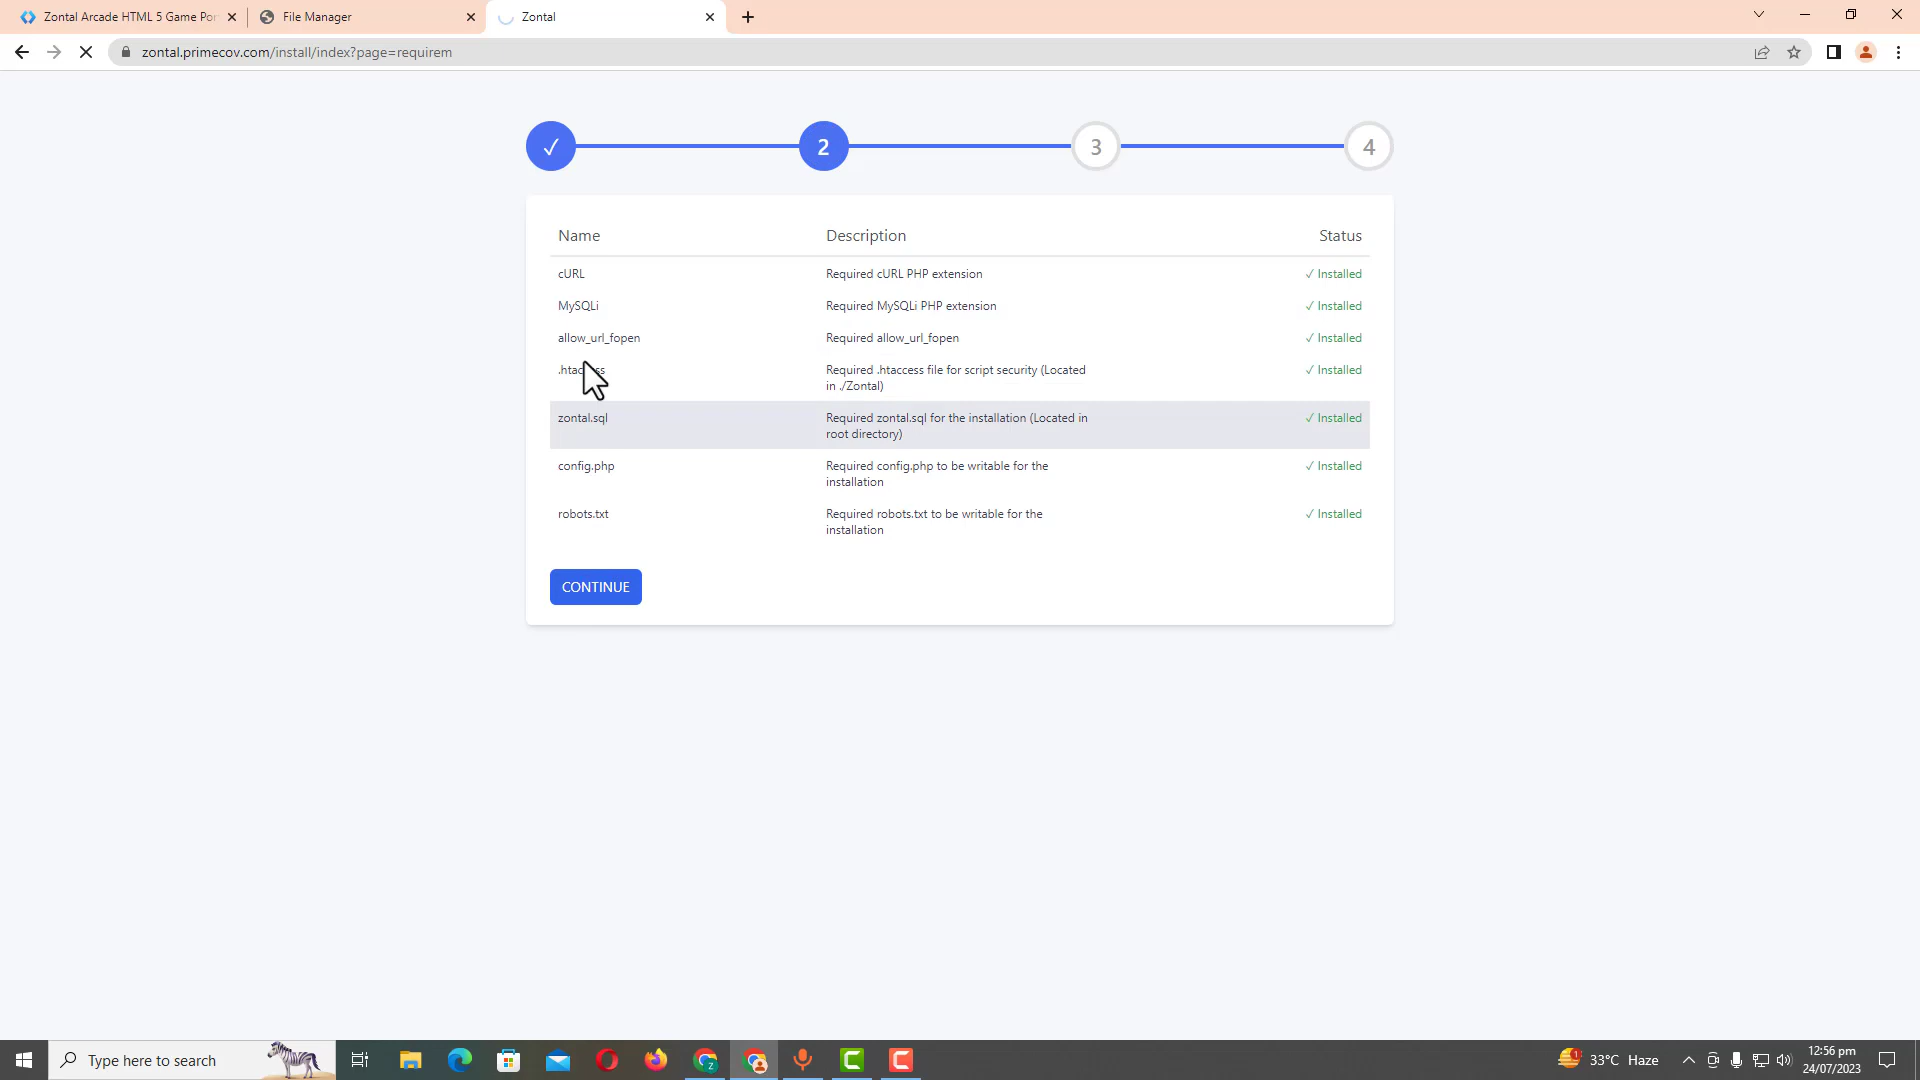 Zontal Arcade HTML 5 Game Por
File Manager
Zontal
zontal.primecov.com/install/index?page=requirem
✓
2
3
4
Name Description Status
cURL Required cURL PHP extension ✓ Installed
MySQLi Required MySQLi PHP extension ✓ Installed
allow_url_fopen Required allow_url_fopen ✓ Installed
.htaccess Required .htaccess file for script security (Located ✓ Installed
in ./Zontal)
zontal.sql Required zontal.sql for the installation (Located in ✓ Installed
root directory)
config.php Required config.php to be writable for the ✓ Installed
installation
robots.txt Required robots.txt to be writable for the ✓ Installed
installation
CONTINUE
Type here to search
1
33°C Haze
12:56 pm
24/07/2023